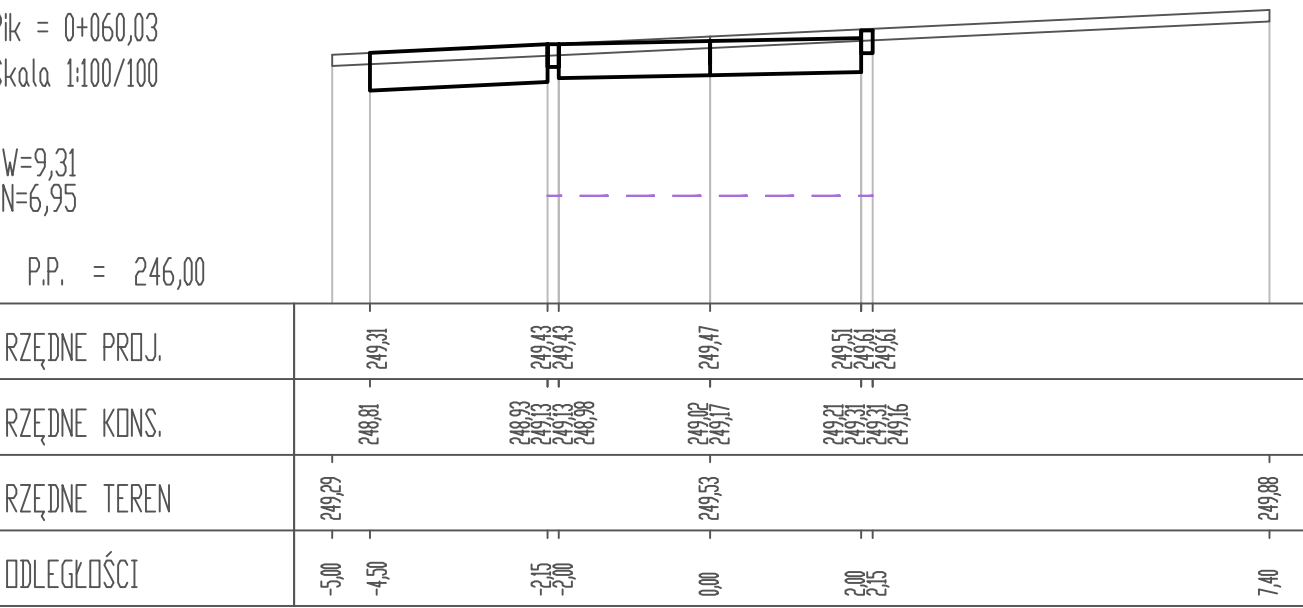 Pik = 0+060,03
Skala 1:100/100
W=9,31
N=6,95
P.P. = 246,00
RZĘDNE PROJ.
249,31 249,43 249,43 249,47 249,51 249,61 249,61
RZĘDNE KONS.
248,81 248,93 249,13 249,13 248,98 249,02 249,17 249,21 249,31 249,31 249,16
RZĘDNE TEREN
249,29 249,53 249,88
ODLEGŁOŚCI
-5,00 -4,50 -2,15 -2,00 0,00 2,00 2,15 7,40